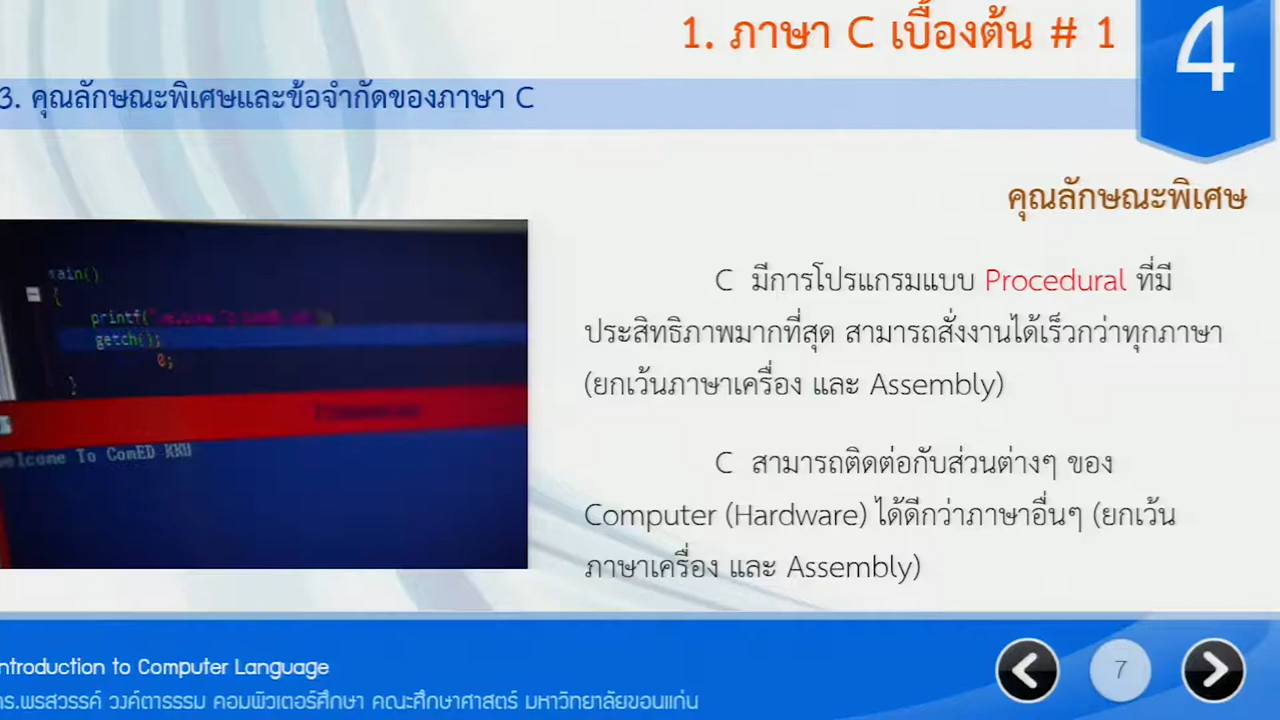 1. ภาษา C เบื้องต้น # 1
4
3. คุณลักษณะพิเศษและข้อจำกัดของภาษา C
คุณลักษณะพิเศษ
C มีการโปรแกรมแบบ Procedural ที่มี
ประสิทธิภาพมากที่สุด สามารถสั่งงานได้เร็วกว่าทุกภาษา
(ยกเว้นภาษาเครื่อง และ Assembly)
C สามารถติดต่อกับส่วนต่างๆ ของ
Computer (Hardware) ได้ดีกว่าภาษาอื่นๆ (ยกเว้น
ภาษาเครื่อง และ Assembly)
main()
{
printf(
getch();
0;
}
elcome To ComED KKU
ntroduction to Computer Language
ดร.พรสวรรค์ วงค์ตาธรรม คอมพิวเตอร์ศึกษา คณะศึกษาศาสตร์ มหาวิทยาลัยขอนแก่น
7